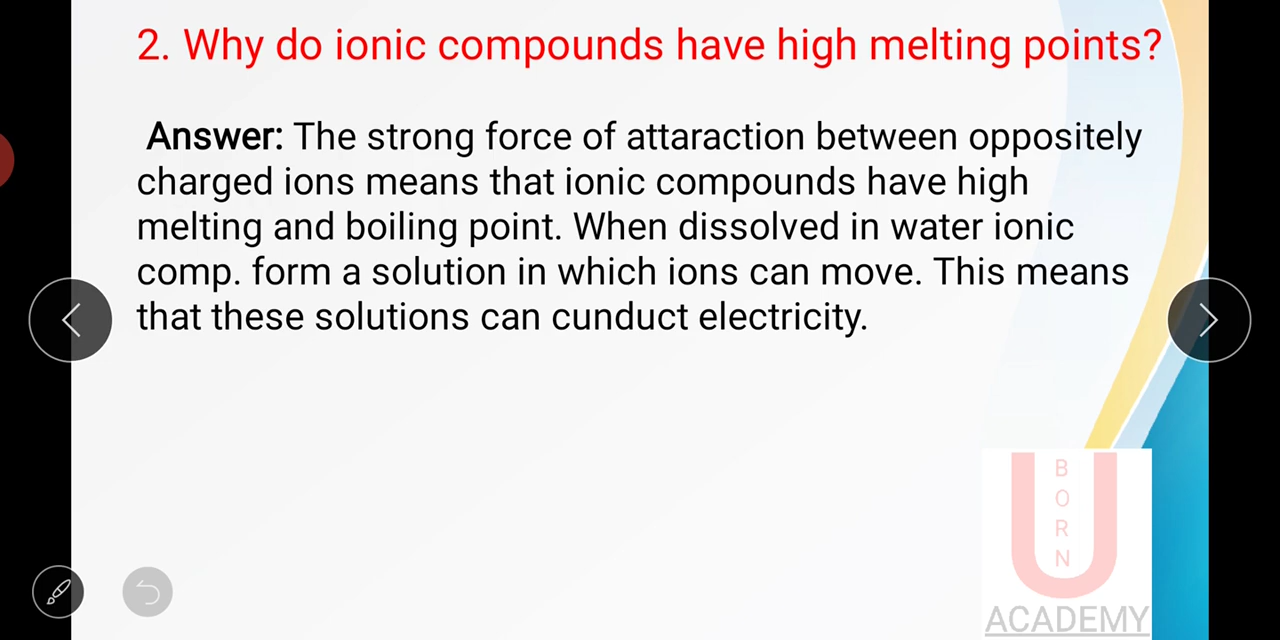 2. Why do ionic compounds have high melting points?
Answer: The strong force of attaraction between oppositely
charged ions means that ionic compounds have high
melting and boiling point. When dissolved in water ionic
comp. form a solution in which ions can move. This means
that these solutions can cunduct electricity.
U
B
O
R
N
ACADEMY